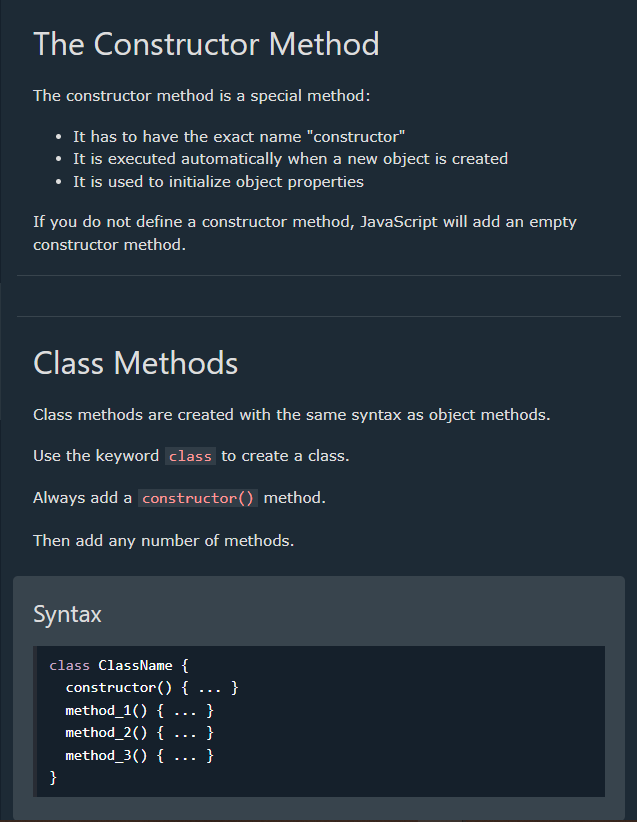 The Constructor Method
The constructor method is a special method:
• It has to have the exact name "constructor"
• It is executed automatically when a new object is created
• It is used to initialize object properties
If you do not define a constructor method, JavaScript will add an empty
constructor method.
Class Methods
Class methods are created with the same syntax as object methods.
Use the keyword class to create a class.
Always add a constructor() method.
Then add any number of methods.
Syntax
class ClassName {
  constructor() { ... }
  method_1() { ... }
  method_2() { ... }
  method_3() { ... }
}